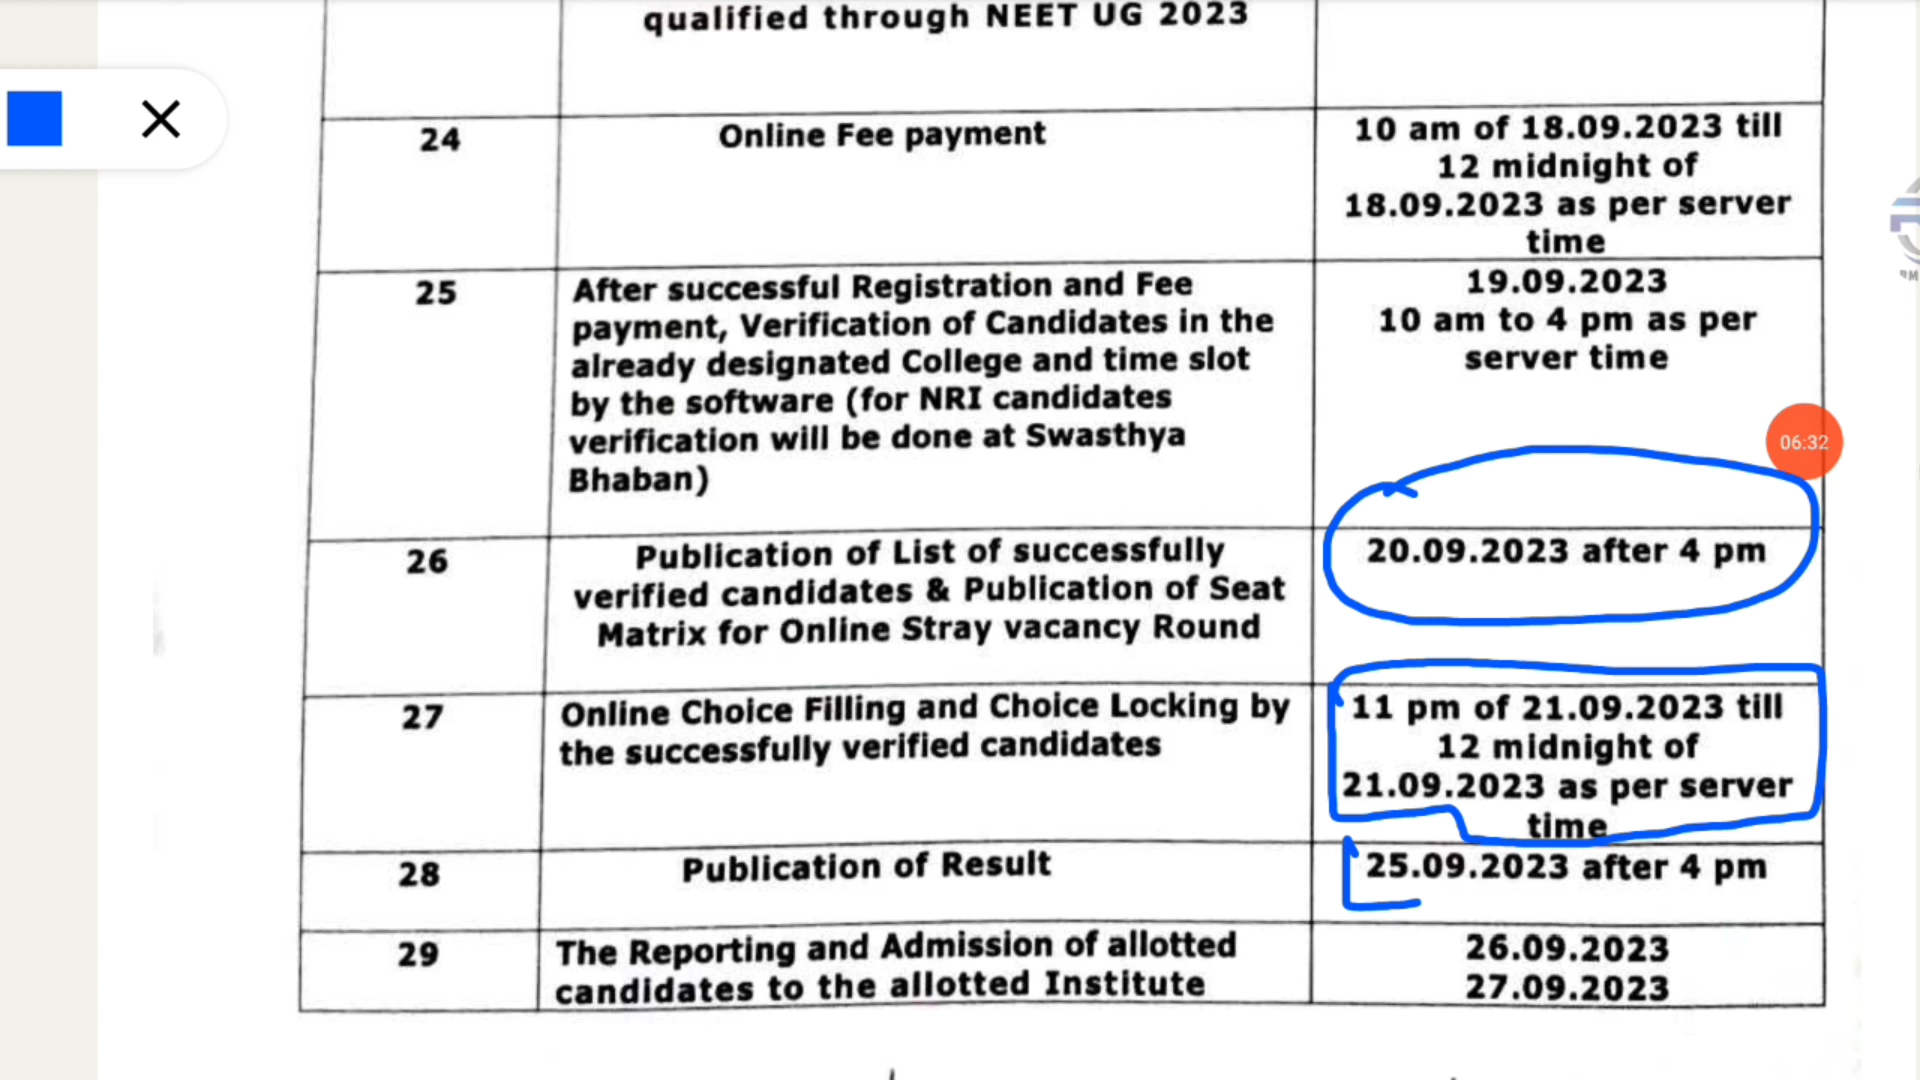 qualified through NEET UG 2023
24
Online Fee payment
10 am of 18.09.2023 till
12 midnight of
18.09.2023 as per server
time
25
After successful Registration and Fee
payment, Verification of Candidates in the
already designated College and time slot
by the software (for NRI candidates
verification will be done at Swasthya
Bhaban)
19.09.2023
10 am to 4 pm as per
server time
06:32
26
Publication of List of successfully
verified candidates & Publication of Seat
Matrix for Online Stray vacancy Round
20.09.2023 after 4 pm
27
Online Choice Filling and Choice Locking by
the successfully verified candidates
11 pm of 21.09.2023 till
12 midnight of
21.09.2023 as per server
time
28
Publication of Result
25.09.2023 after 4 pm
29
The Reporting and Admission of allotted
candidates to the allotted Institute
26.09.2023
27.09.2023